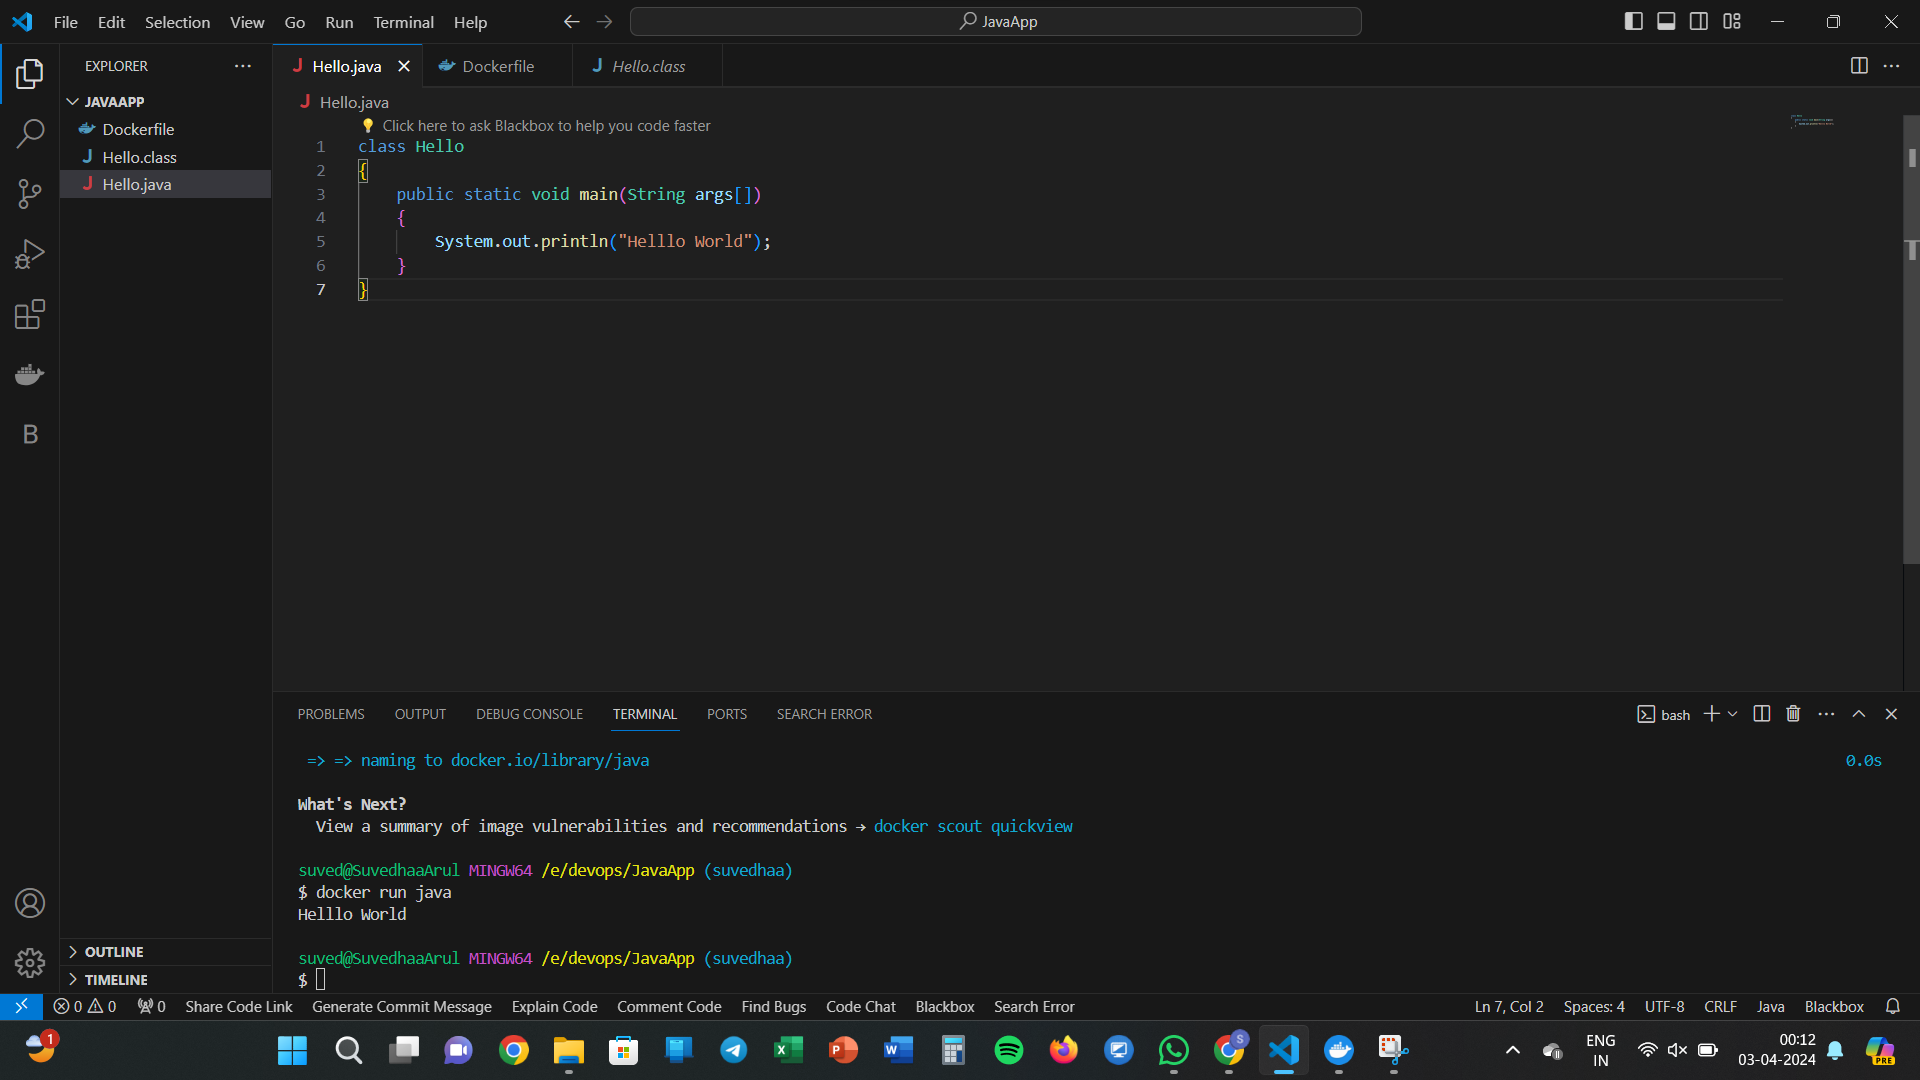 File Edit Selection View Go Run Terminal Help
JavaApp
EXPLORER
JAVAAPP
Dockerfile
Hello.class
Hello.java
OUTLINE
TIMELINE
Hello.java
Dockerfile
Hello.class
Hello.java
Click here to ask Blackbox to help you code faster
1 class Hello
2 {
3 public static void main(String args[])
4 {
5 System.out.println("Helllo World");
6 }
7 }
PROBLEMS OUTPUT DEBUG CONSOLE TERMINAL PORTS SEARCH ERROR
bash
=> => naming to docker.io/library/java 0.0s
What's Next?
View a summary of image vulnerabilities and recommendations → docker scout quickview
suved@SuvedhaaArul MINGW64 /e/devops/JavaApp (suvedhaa)
$ docker run java
Helllo World
suved@SuvedhaaArul MINGW64 /e/devops/JavaApp (suvedhaa)
$
0 0 0 Share Code Link Generate Commit Message Explain Code Comment Code Find Bugs Code Chat Blackbox Search Error
Ln 7, Col 2 Spaces: 4 UTF-8 CRLF Java Blackbox
1
S
ENG
IN
00:12
03-04-2024
PRE